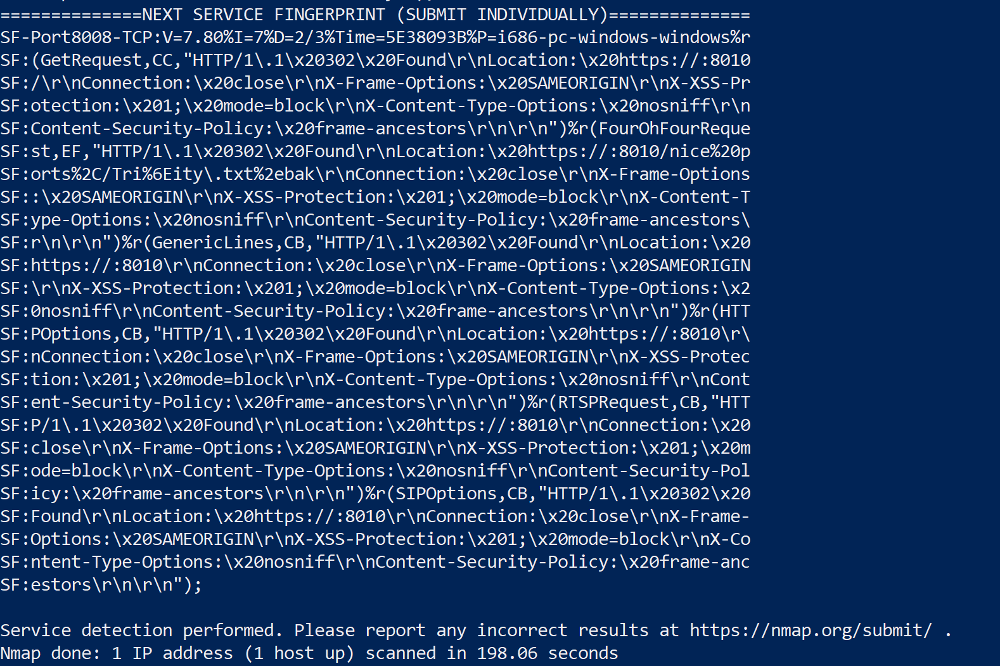 ==============NEXT SERVICE FINGERPRINT (SUBMIT INDIVIDUALLY)==============
SF-Port8008-TCP:V=7.80%I=7%D=2/3%Time=5E38093B%P=i686-pc-windows-windows%r
SF:(GetRequest,CC,"HTTP/1\.1\x20302\x20Found\r\nLocation:\x20https://:8010
SF:/\r\nConnection:\x20close\r\nX-Frame-Options:\x20SAMEORIGIN\r\nX-XSS-Pr
SF:otection:\x201;\x20mode=block\r\nX-Content-Type-Options:\x20nosniff\r\n
SF:Content-Security-Policy:\x20frame-ancestors\r\n\r\n")%r(FourOhFourReque
SF:st,EF,"HTTP/1\.1\x20302\x20Found\r\nLocation:\x20https://:8010/nice%20p
SF:orts%2C/Tri%6Eity\.txt%2ebak\r\nConnection:\x20close\r\nX-Frame-Options
SF::\x20SAMEORIGIN\r\nX-XSS-Protection:\x201;\x20mode=block\r\nX-Content-T
SF:ype-Options:\x20nosniff\r\nContent-Security-Policy:\x20frame-ancestors\
SF:r\n\r\n")%r(GenericLines,CB,"HTTP/1\.1\x20302\x20Found\r\nLocation:\x20
SF:https://:8010\r\nConnection:\x20close\r\nX-Frame-Options:\x20SAMEORIGIN
SF:\r\nX-XSS-Protection:\x201;\x20mode=block\r\nX-Content-Type-Options:\x2
SF:0nosniff\r\nContent-Security-Policy:\x20frame-ancestors\r\n\r\n")%r(HTT
SF:POptions,CB,"HTTP/1\.1\x20302\x20Found\r\nLocation:\x20https://:8010\r\
SF:nConnection:\x20close\r\nX-Frame-Options:\x20SAMEORIGIN\r\nX-XSS-Protec
SF:tion:\x201;\x20mode=block\r\nX-Content-Type-Options:\x20nosniff\r\nCont
SF:ent-Security-Policy:\x20frame-ancestors\r\n\r\n")%r(RTSPRequest,CB,"HTT
SF:P/1\.1\x20302\x20Found\r\nLocation:\x20https://:8010\r\nConnection:\x20
SF:close\r\nX-Frame-Options:\x20SAMEORIGIN\r\nX-XSS-Protection:\x201;\x20m
SF:ode=block\r\nX-Content-Type-Options:\x20nosniff\r\nContent-Security-Pol
SF:icy:\x20frame-ancestors\r\n\r\n")%r(SIPOptions,CB,"HTTP/1\.1\x20302\x20
SF:Found\r\nLocation:\x20https://:8010\r\nConnection:\x20close\r\nX-Frame-
SF:Options:\x20SAMEORIGIN\r\nX-XSS-Protection:\x201;\x20mode=block\r\nX-Co
SF:ntent-Type-Options:\x20nosniff\r\nContent-Security-Policy:\x20frame-anc
SF:estors\r\n\r\n");
Service detection performed. Please report any incorrect results at https://nmap.org/submit/ .
Nmap done: 1 IP address (1 host up) scanned in 198.06 seconds